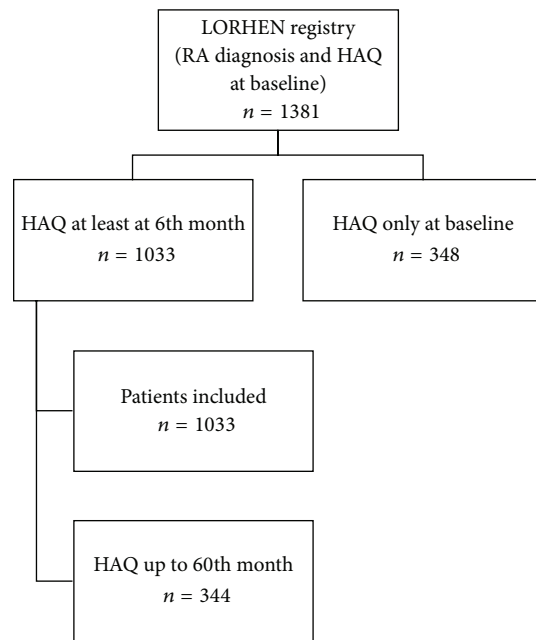 LORHEN registry
(RA diagnosis and HAQ
at baseline)
n = 1381
HAQ at least at 6th month
n = 1033
HAQ only at baseline
n = 348
Patients included
n = 1033
HAQ up to 60th month
n = 344